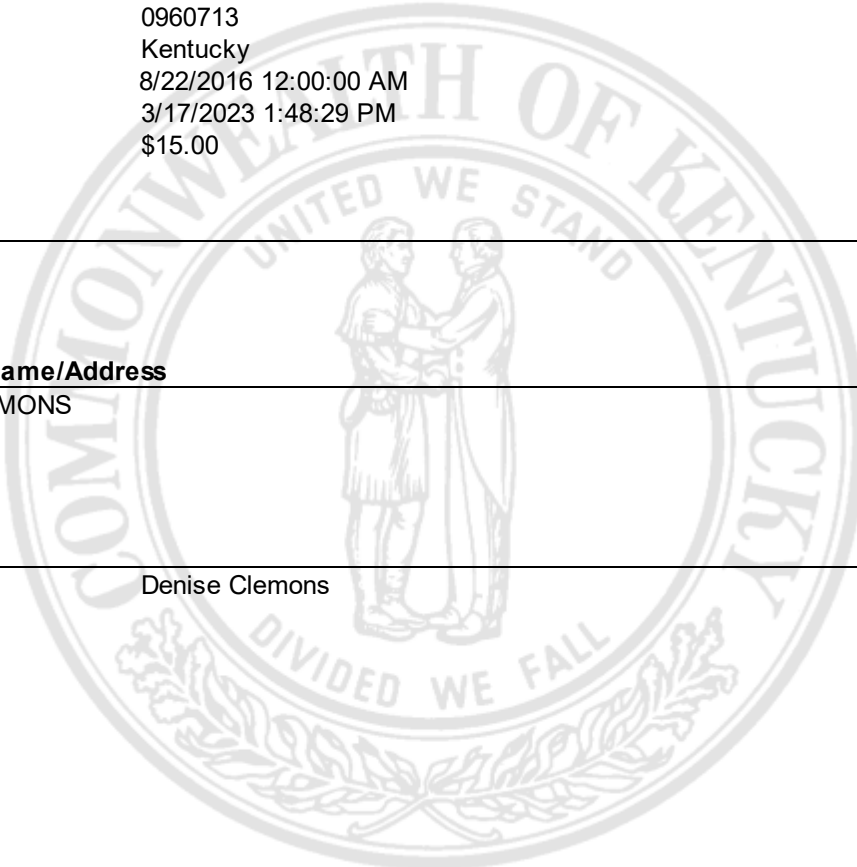 0960713
Kentucky
8/22/2016 12:00:00 AM
3/17/2023 1:48:29 PM
$15.00
COMMONWEALTH OF KENTUCKY
UNITED WE STAND
ame/Address
MONS
Denise Clemons
DIVIDED WE FALL